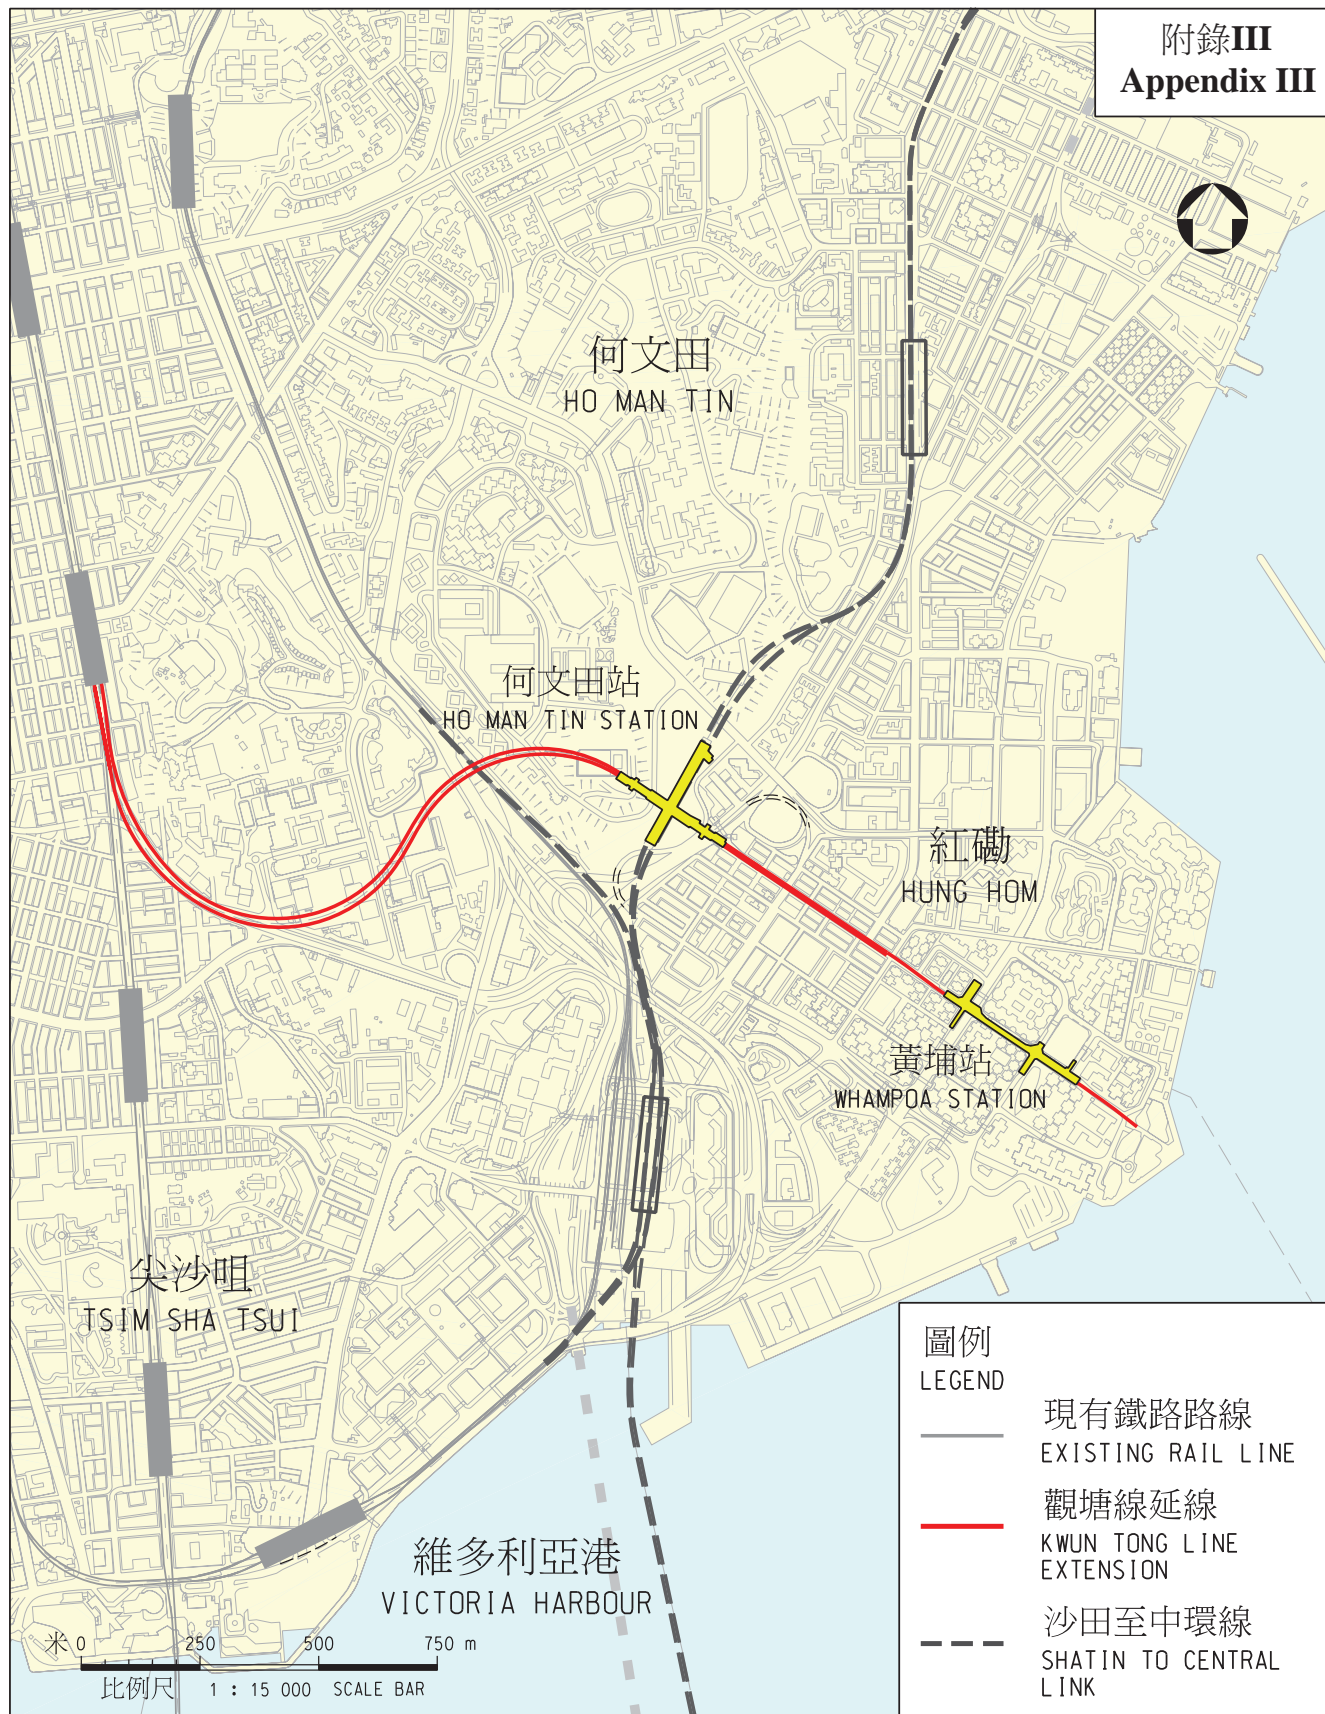 附錄III
Appendix III
何文田
HO MAN TIN
何文田站
HO MAN TIN STATION
紅磡
HUNG HOM
黃埔站
WHAMPOA STATION
尖沙咀
TSIM SHA TSUI
維多利亞港
VICTORIA HARBOUR
米 0 250 500 750 m
比例尺 1 : 15 000 SCALE BAR
圖例
LEGEND
現有鐵路路線
EXISTING RAIL LINE
觀塘線延線
KWUN TONG LINE
EXTENSION
沙田至中環線
SHATIN TO CENTRAL
LINK